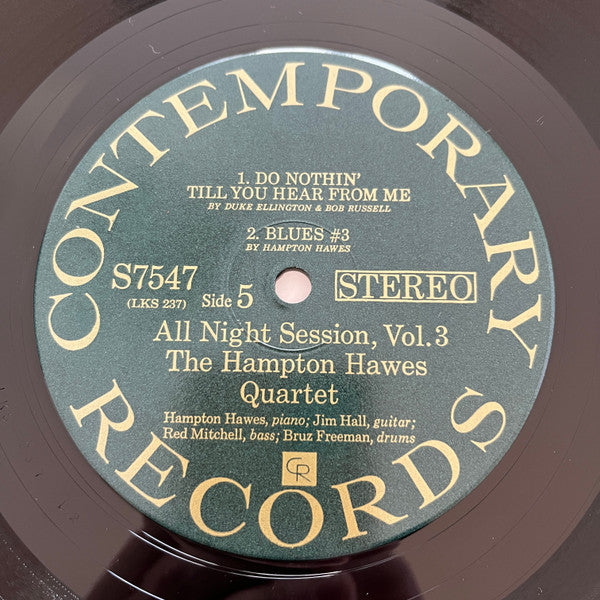 CONTEMPORARY
1. DO NOTHIN'
TILL YOU HEAR FROM ME
BY DUKE ELLINGTON & BOB RUSSELL
2. BLUES #3
BY HAMPTON HAWES
S7547
(LKS 237) Side 5
STEREO
All Night Session, Vol. 3
The Hampton Hawes
Quartet
Hampton Hawes, piano; Jim Hall, guitar;
Red Mitchell, bass; Bruz Freeman, drums
CR
RECORDS